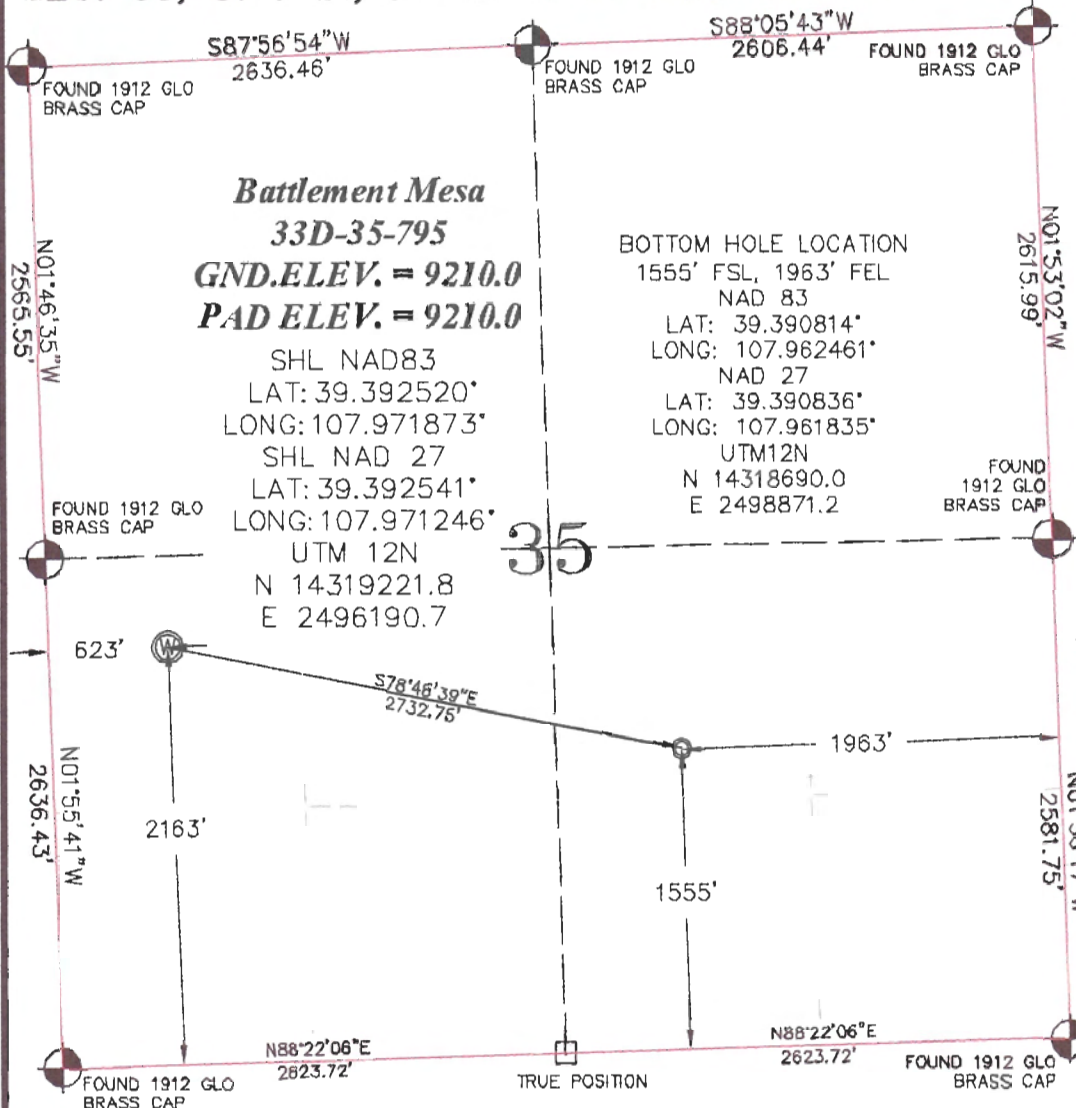 S87°56'54"W
2636.46'
S88°05'43"W
2606.44'
FOUND 1912 GLO
BRASS CAP
FOUND 1912 GLO
BRASS CAP
FOUND 1912 GLO
BRASS CAP
Battlement Mesa
33D-35-795
GND.ELEV. = 9210.0
PAD ELEV. = 9210.0
SHL NAD83
LAT: 39.392520°
LONG: 107.971873°
SHL NAD 27
LAT: 39.392541°
LONG: 107.971246°
UTM 12N
N 14319221.8
E 2496190.7
BOTTOM HOLE LOCATION
1555' FSL, 1963' FEL
NAD 83
LAT: 39.390814°
LONG: 107.962461°
NAD 27
LAT: 39.390836°
LONG: 107.961835°
UTM12N
N 14318690.0
E 2498871.2
N01°46'35"W
2565.55'
N01°53'02"W
2615.99'
FOUND 1912 GLO
BRASS CAP
FOUND
1912 GLO
BRASS CAP
35
623'
W
S78°46'39"E
2732.75'
1963'
N01°55'41"W
2636.43'
2163'
1555'
2581.75'
N88°22'06"E
2623.72'
N88°22'06"E
2623.72'
FOUND 1912 GLO
BRASS CAP
TRUE POSITION
FOUND 1912 GLO
BRASS CAP